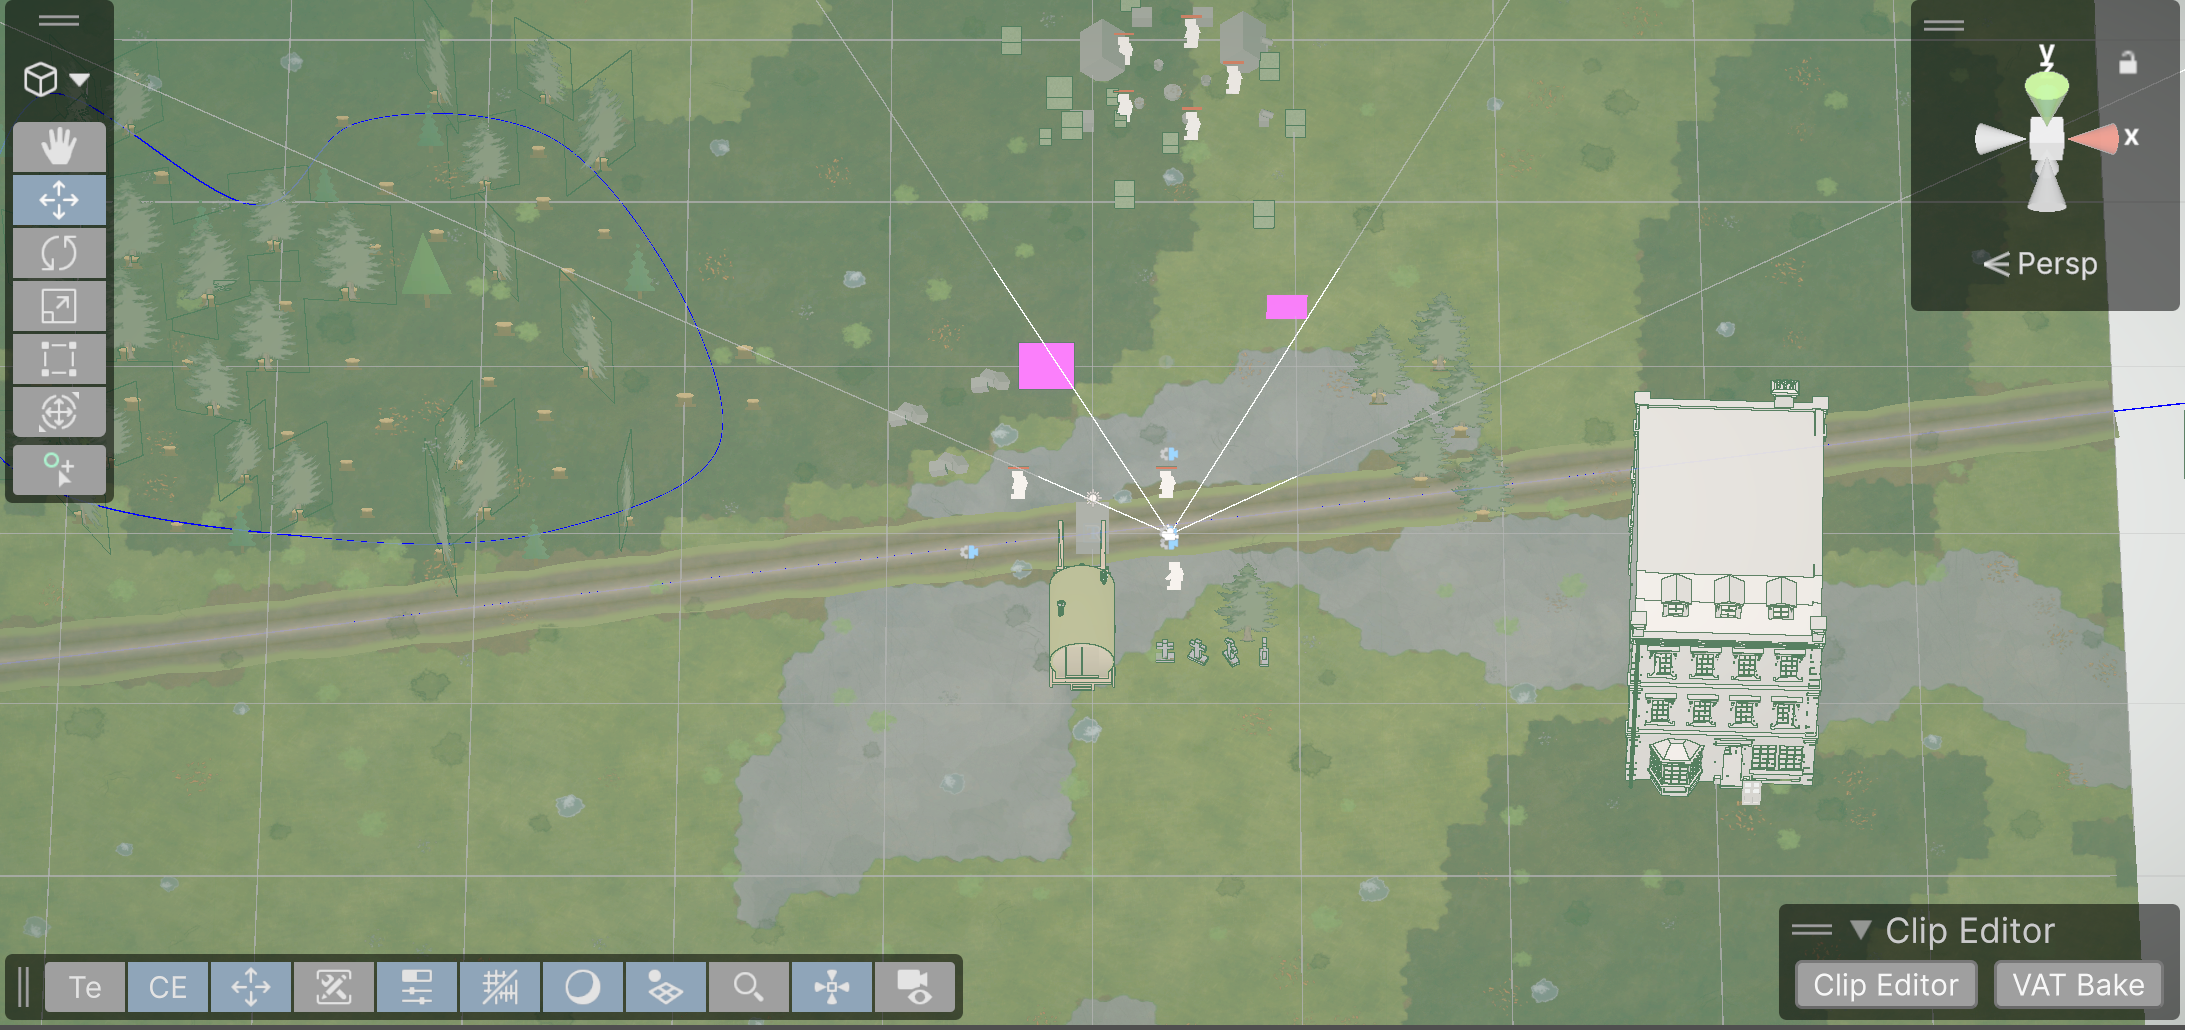 y
x
Persp
Clip Editor
Clip Editor VAT Bake
Te CE